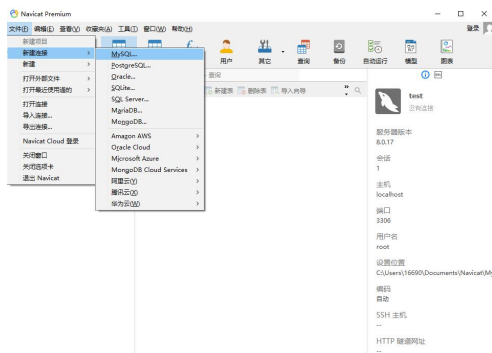 Navicat Premium
文件(F) 编辑(E) 查看(V) 收藏夹(A) 工具(T) 窗口(W) 帮助(H)
登录
新建项目
新建连接
新建
打开外部文件
打开最近使用过的
打开连接
导入连接...
导出连接...
Navicat Cloud 登录
关闭窗口
关闭选项卡
退出 Navicat
MySQL...
PostgreSQL...
Oracle...
SQLite...
SQL Server...
MariaDB...
MongoDB...
Amazon AWS
Oracle Cloud
Microsoft Azure
MongoDB Cloud Services
阿里云(Y)
腾讯云(X)
华为云(W)
用户
其它
查询
备份
自动运行
模型
图表
查询
新建表 删除表 导入向导
test
没有连接
服务器版本
8.0.17
会话
1
主机
localhost
端口
3306
用户名
root
设置位置
C:\Users\16690\Documents\Navicat\My
编码
自动
SSH 主机
--
HTTP 隧道网址
--